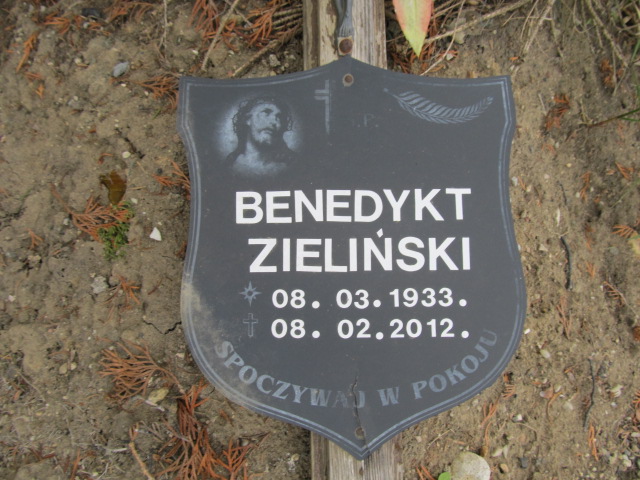 BENEDYKT
ZIELIŃSKI
08. 03. 1933.
08. 02. 2012.
SPOCZYWAJ W POKOJU